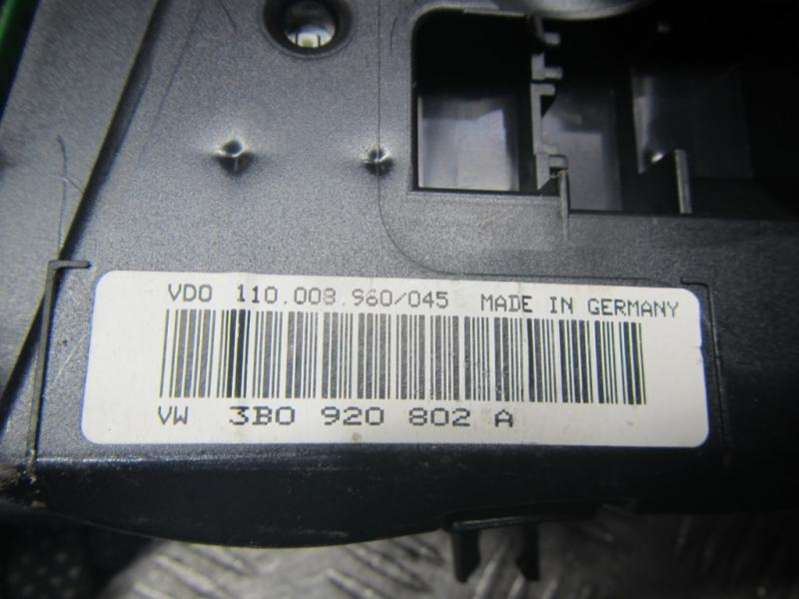 VDO 110.008.960/045 MADE IN GERMANY
VW 3B0 920 802 A